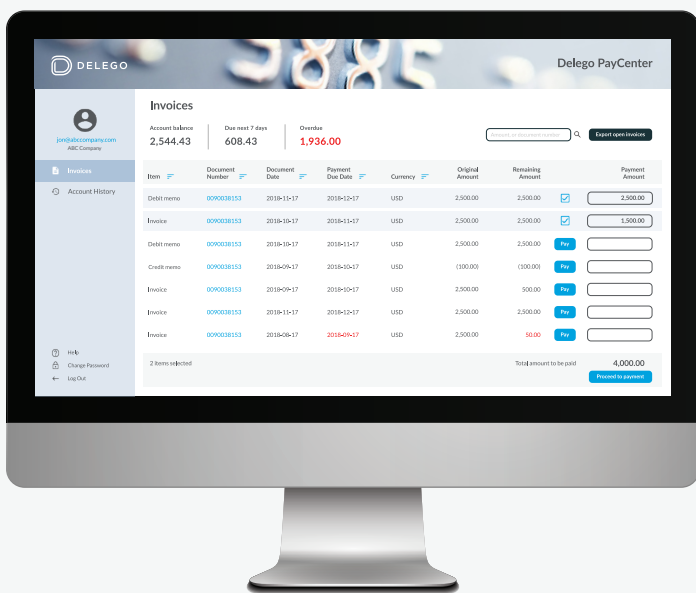 5885
DELEGO
Delego PayCenter
jon@abccompany.com
ABC Company
Invoices
Account History
Help
Change Password
Log Out
Invoices
Account balance Due next 7 days Overdue
2,544.43 608.43 1,936.00
Amount or document number Export open invoices
Item Document Number Document Date Payment Due Date Currency Original Amount Remaining Amount Payment Amount
Debit memo 0090038153 2018-11-17 2018-12-17 USD 2,500.00 2,500.00 2,500.00
Invoice 0090038153 2018-10-17 2018-11-17 USD 2,500.00 2,500.00 1,500.00
Debit memo 0090038153 2018-10-17 2018-11-17 USD 2,500.00 2,500.00 Pay
Credit memo 0090038153 2018-09-17 2018-10-17 USD (100.00) (100.00) Pay
Invoice 0090038153 2018-09-17 2018-10-17 USD 2,500.00 500.00 Pay
Invoice 0090038153 2018-11-17 2018-12-17 USD 2,500.00 2,500.00 Pay
Invoice 0090038153 2018-08-17 2018-09-17 USD 2,500.00 50.00 Pay
2 items selected Total amount to be paid 4,000.00
Proceed to payment